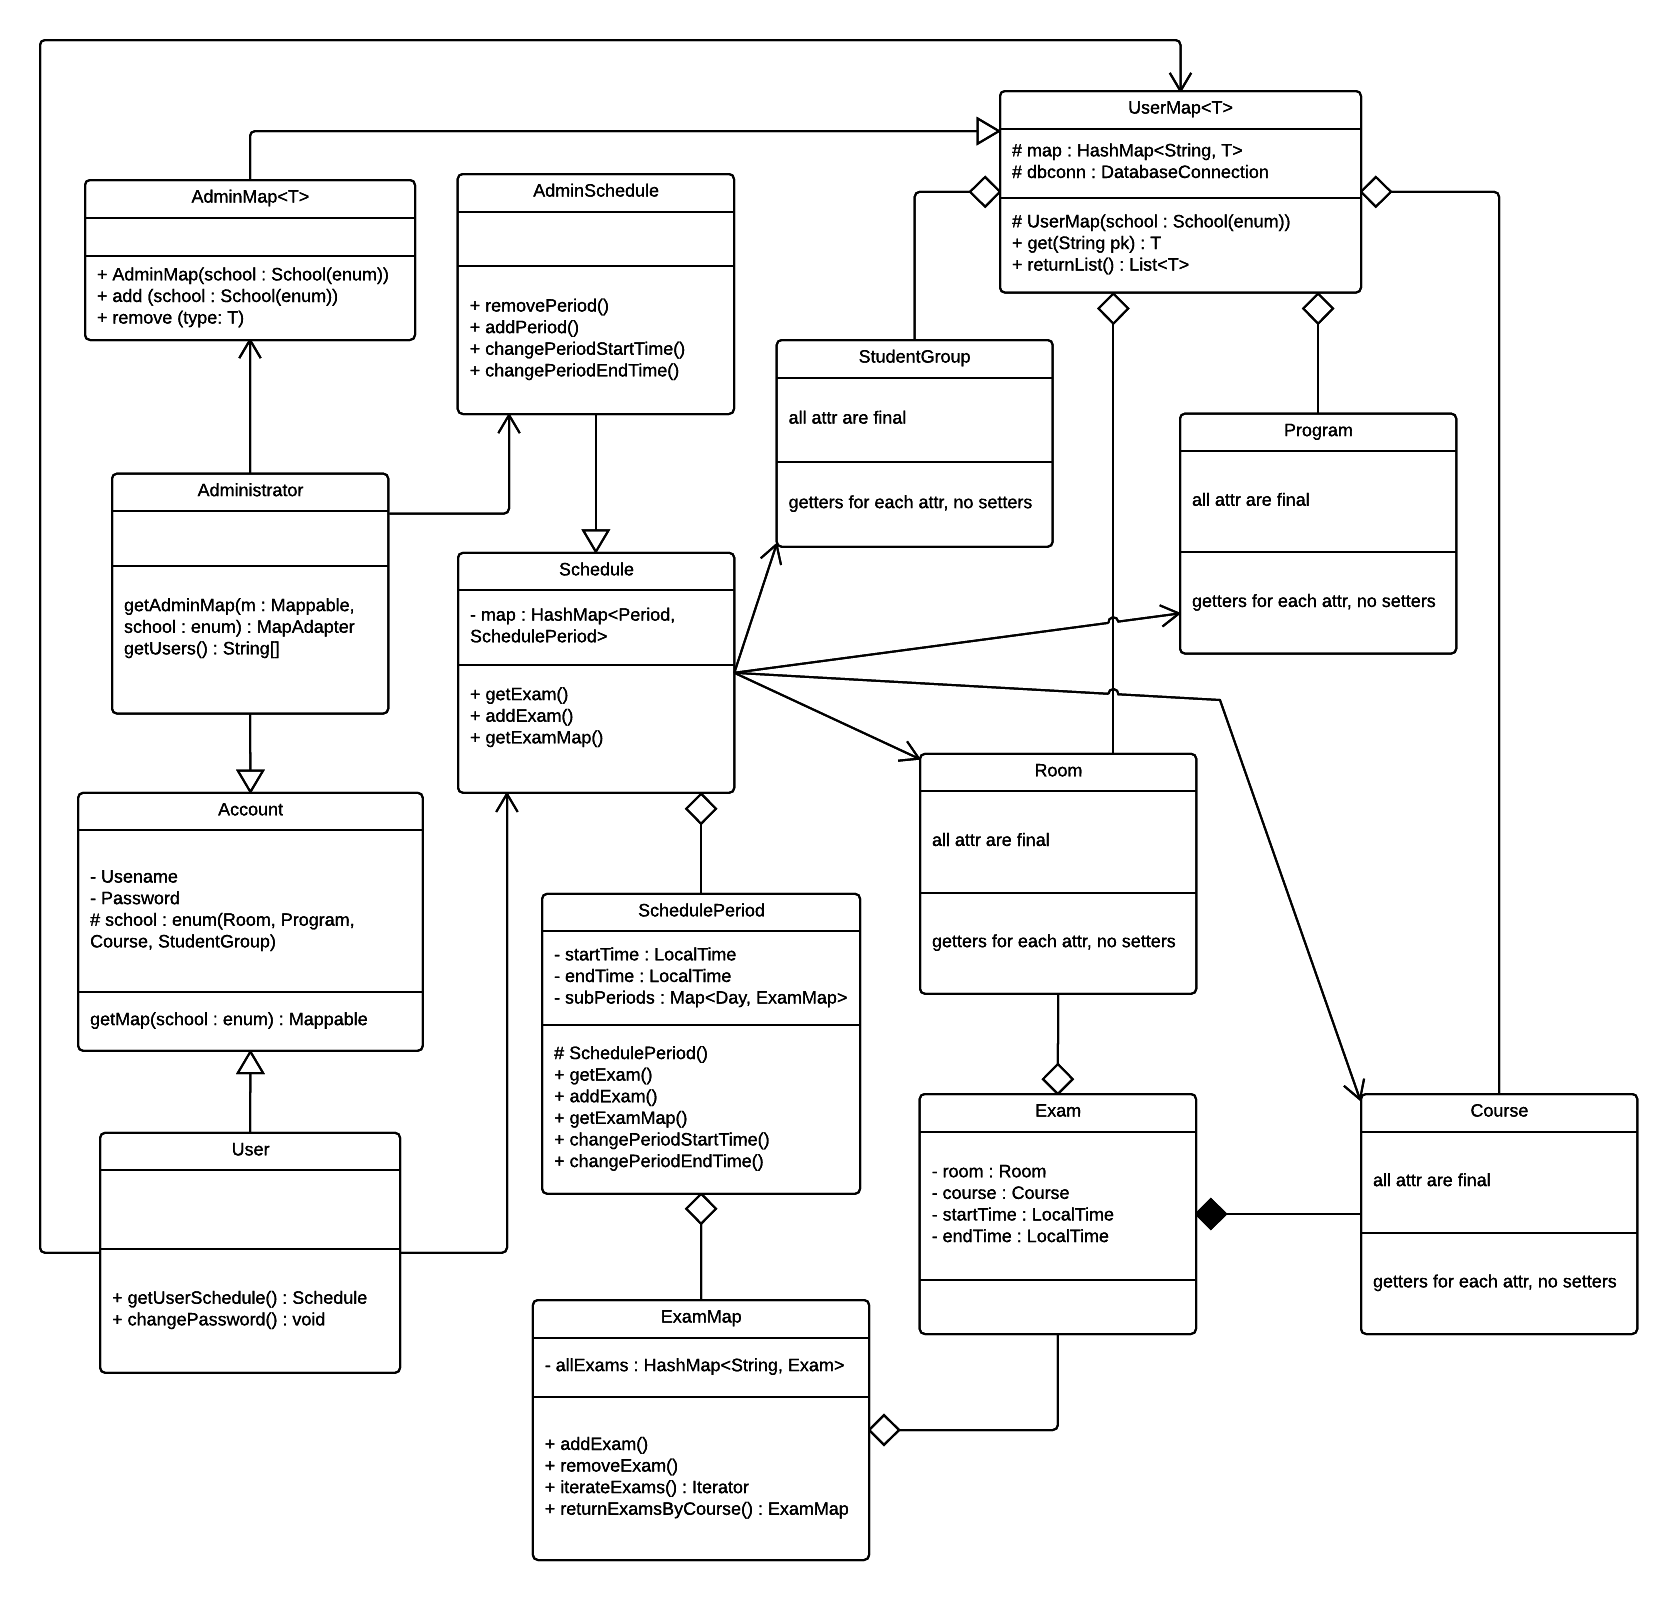 UserMap<T>
# map : HashMap<String, T>
# dbconn : DatabaseConnection
# UserMap(school : School(enum))
+ get(String pk) : T
+ returnList() : List<T>
AdminMap<T>
+ AdminMap(school : School(enum))
+ add (school : School(enum))
+ remove (type: T)
AdminSchedule
+ removePeriod()
+ addPeriod()
+ changePeriodStartTime()
+ changePeriodEndTime()
StudentGroup
all attr are final
getters for each attr, no setters
Program
all attr are final
getters for each attr, no setters
Administrator
getAdminMap(m : Mappable,
school : enum) : MapAdapter
getUsers() : String[]
Schedule
- map : HashMap<Period,
SchedulePeriod>
+ getExam()
+ addExam()
+ getExamMap()
Room
all attr are final
getters for each attr, no setters
Account
- Usename
- Password
# school : enum(Room, Program,
Course, StudentGroup)
getMap(school : enum) : Mappable
SchedulePeriod
- startTime : LocalTime
- endTime : LocalTime
- subPeriods : Map<Day, ExamMap>
# SchedulePeriod()
+ getExam()
+ addExam()
+ getExamMap()
+ changePeriodStartTime()
+ changePeriodEndTime()
Exam
- room : Room
- course : Course
- startTime : LocalTime
- endTime : LocalTime
Course
all attr are final
getters for each attr, no setters
User
+ getUserSchedule() : Schedule
+ changePassword() : void
ExamMap
- allExams : HashMap<String, Exam>
+ addExam()
+ removeExam()
+ iterateExams() : Iterator
+ returnExamsByCourse() : ExamMap